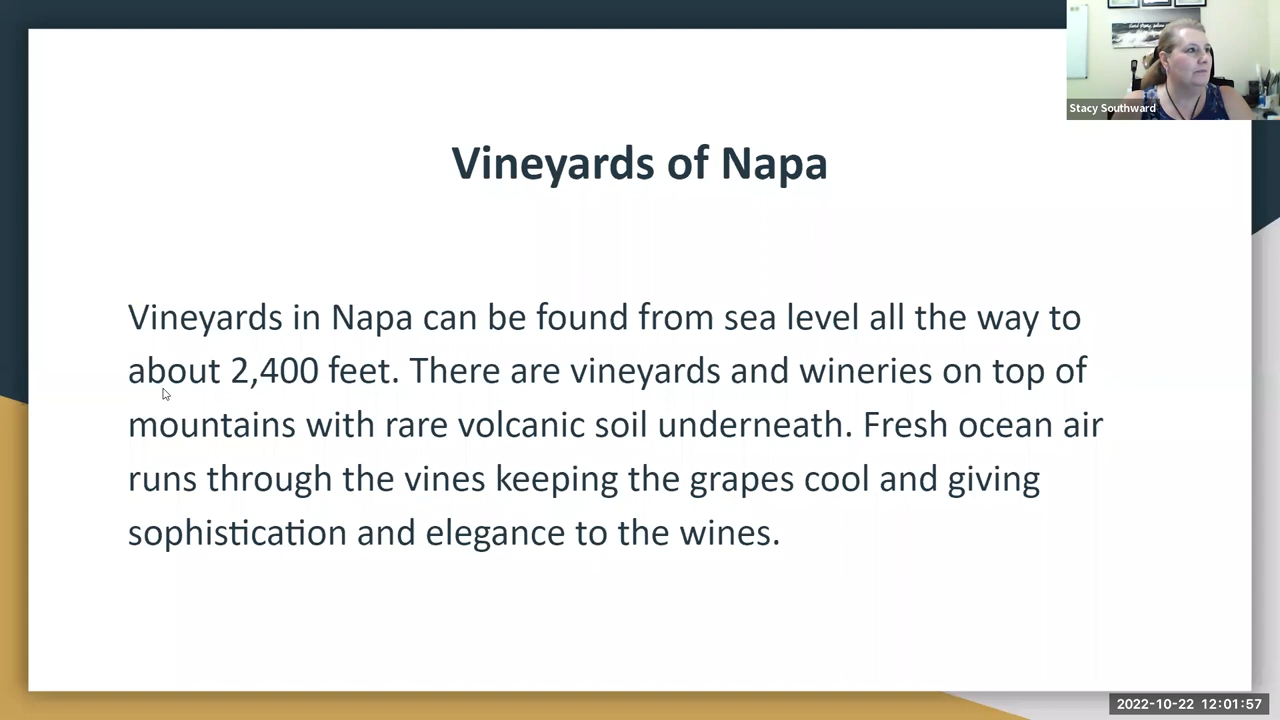 Stacy Southward
Vineyards of Napa
Vineyards in Napa can be found from sea level all the way to
about 2,400 feet. There are vineyards and wineries on top of
mountains with rare volcanic soil underneath. Fresh ocean air
runs through the vines keeping the grapes cool and giving
sophistication and elegance to the wines.
2022-10-22 12:01:57